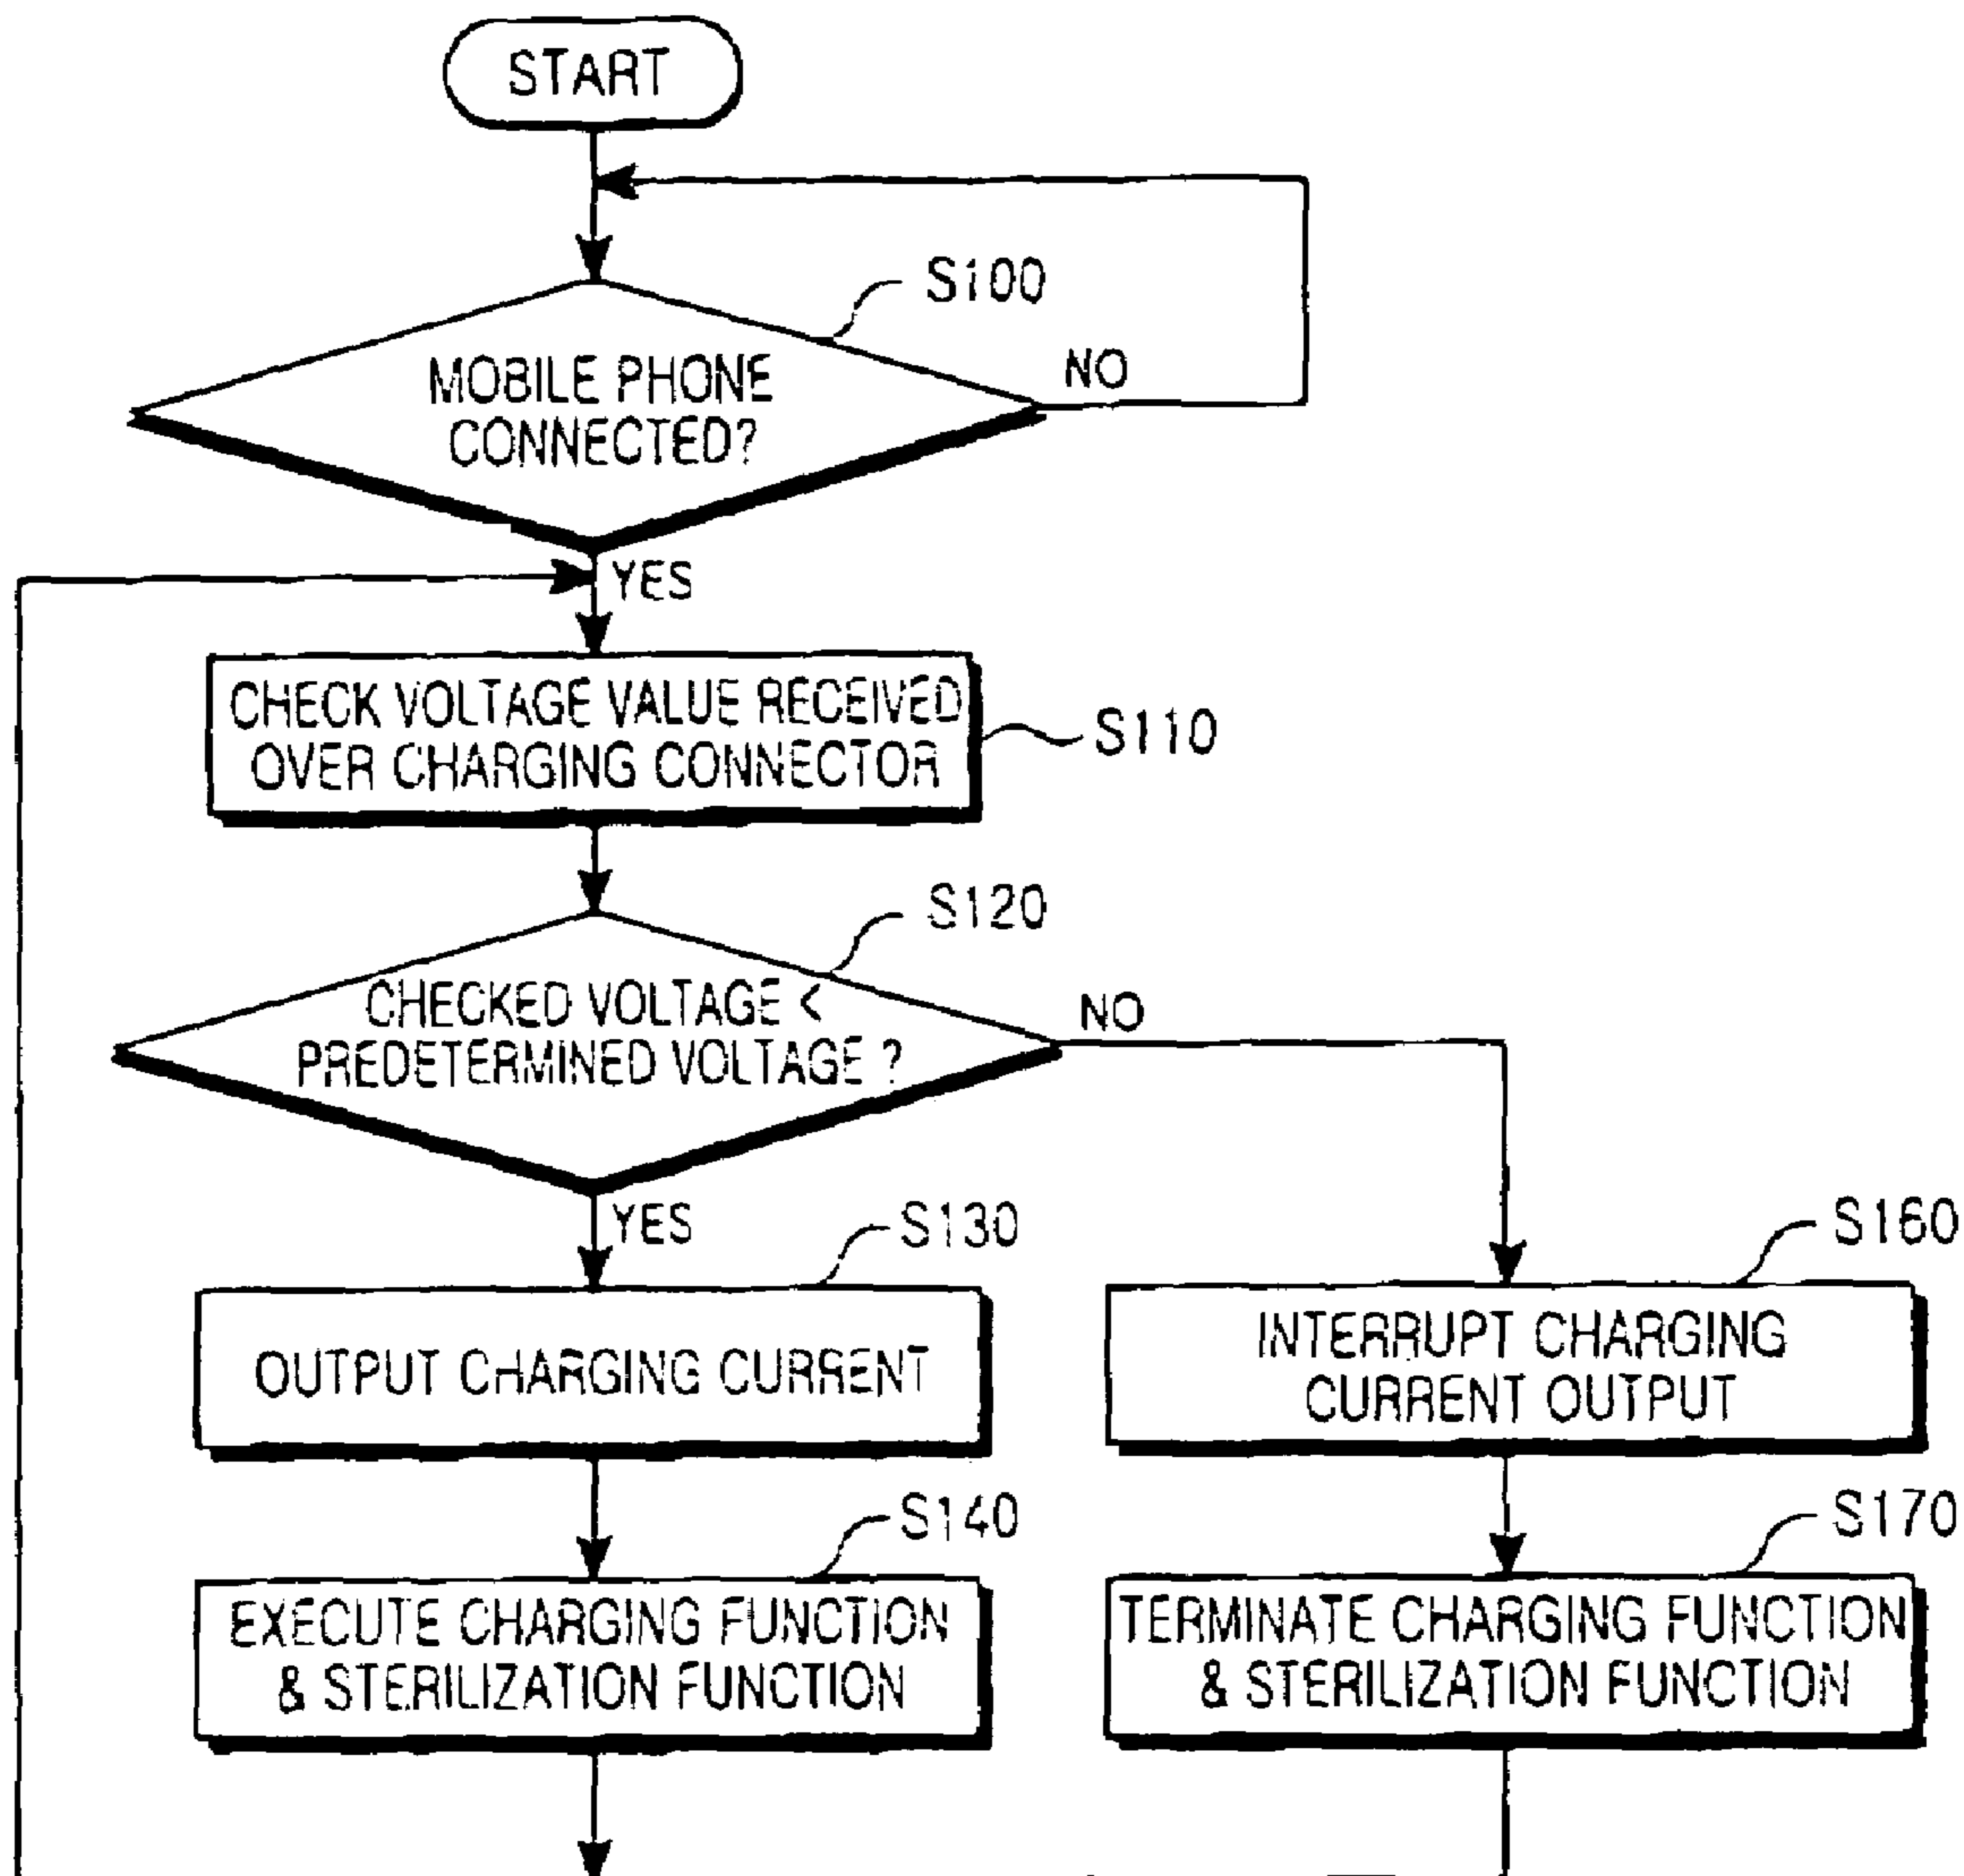 START
S100
MOBILE PHONE
CONNECTED?
NO
YES
CHECK VOLTAGE VALUE RECEIVED
OVER CHARGING CONNECTOR
S110
S120
CHECKED VOLTAGE <
PREDETERMINED VOLTAGE ?
NO
YES
S130
OUTPUT CHARGING CURRENT
S160
INTERRUPT CHARGING
CURRENT OUTPUT
S140
EXECUTE CHARGING FUNCTION
& STERILIZATION FUNCTION
S170
TERMINATE CHARGING FUNCTION
& STERILIZATION FUNCTION